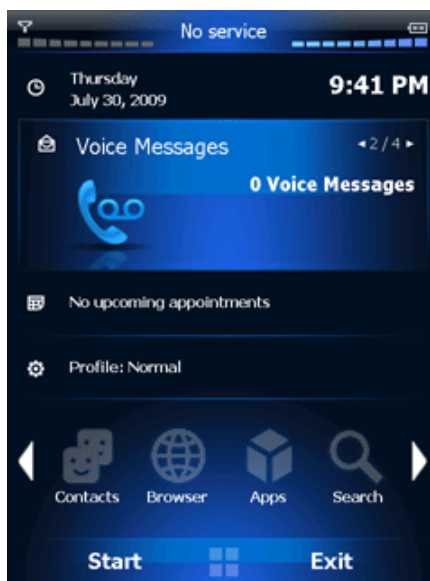 No service
Thursday
July 30, 2009
9:41 PM
Voice Messages
2/4
0 Voice Messages
No upcoming appointments
Profile: Normal
Contacts Browser Apps Search
Start Exit